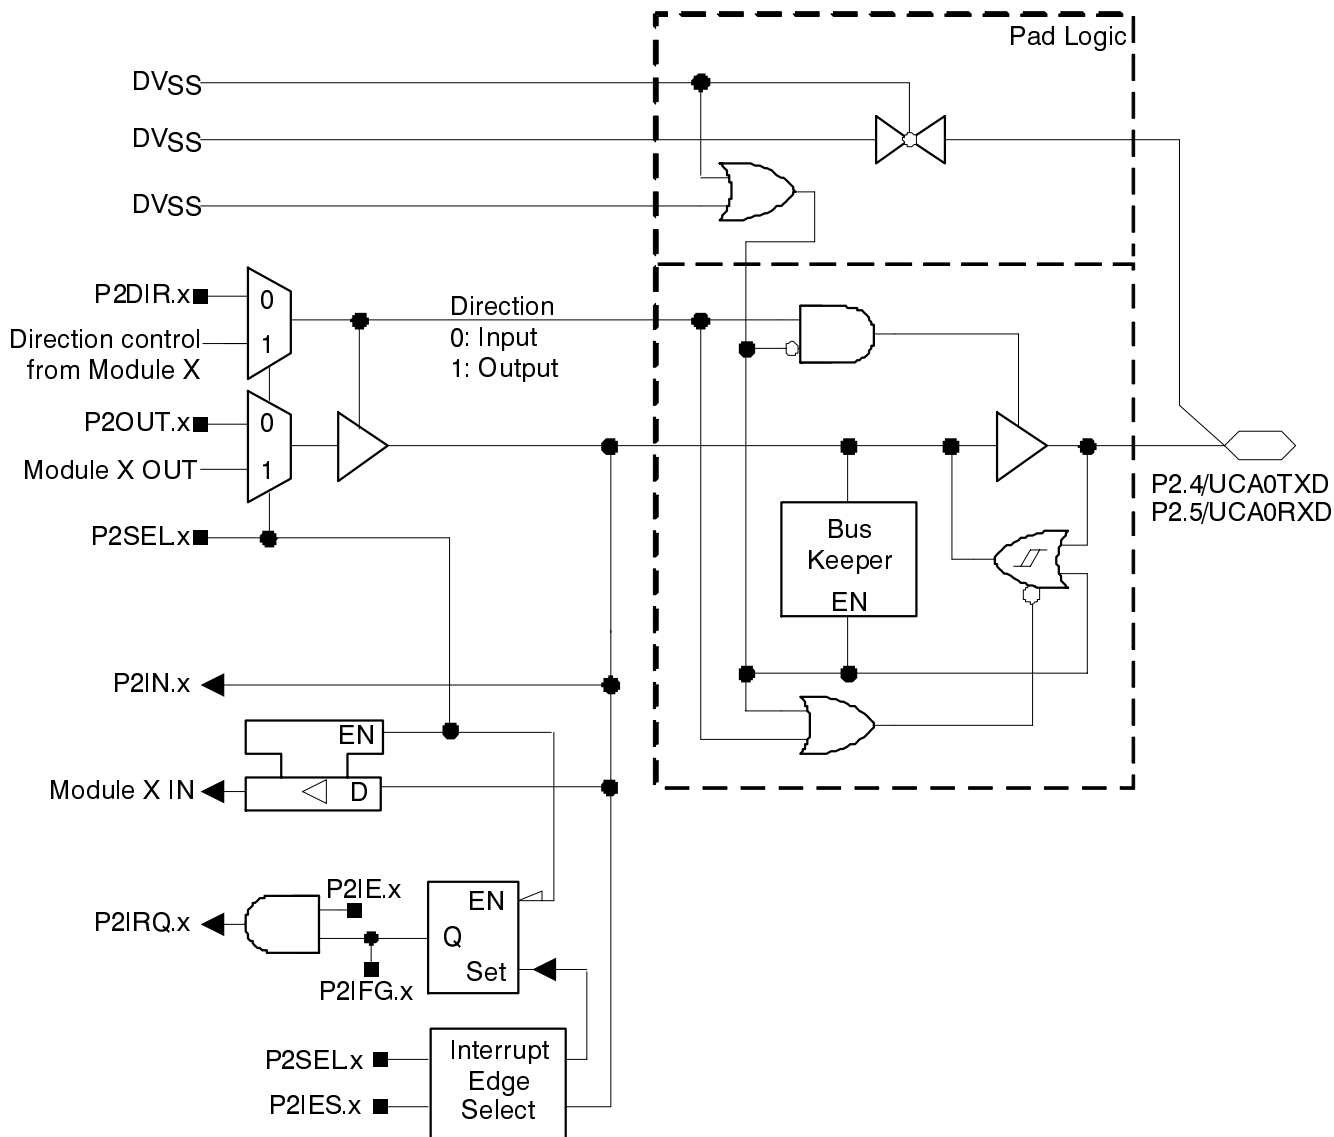 Pad Logic
DVSS
DVSS
DVSS
P2DIR.x
0
Direction control
from Module X
1
Direction
0: Input
1: Output
P2OUT.x
0
Module X OUT
1
P2SEL.x
P2.4/UCA0TXD
P2.5/UCA0RXD
Bus
Keeper
EN
P2IN.x
EN
Module X IN
D
P2IE.x
EN
P2IRQ.x
Q
Set
P2IFG.x
P2SEL.x
Interrupt
Edge
Select
P2IES.x